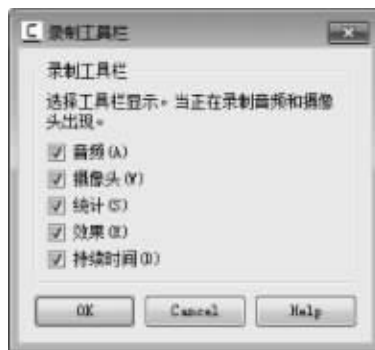 C 录制工具栏
录制工具栏
选择工具栏显示。当正在录制音频和摄像
头出现。
音频(A)
摄像头(W)
统计(S)
效果(E)
持续时间(D)
OK Cancel Help